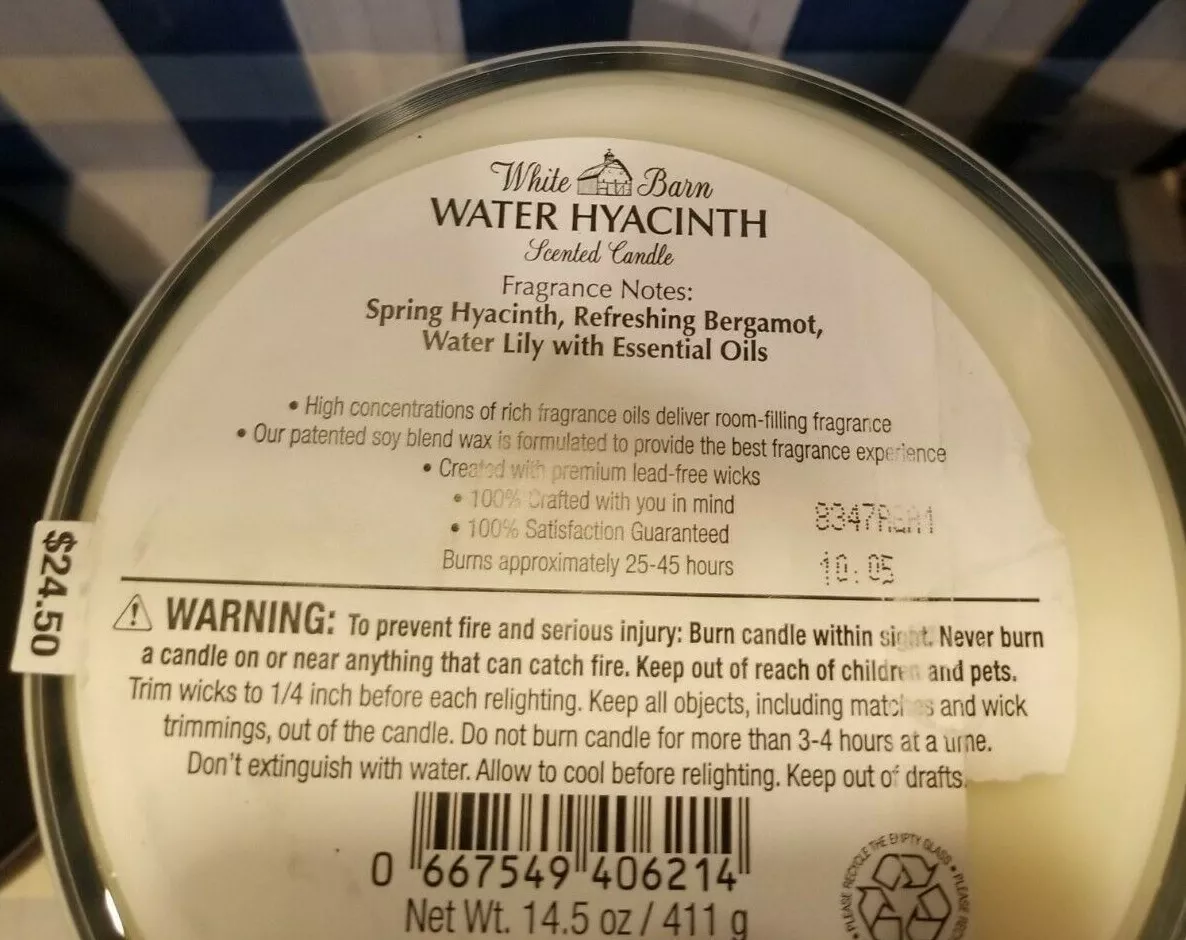 White Barn
WATER HYACINTH
Scented Candle
Fragrance Notes:
Spring Hyacinth, Refreshing Bergamot,
Water Lily with Essential Oils
• High concentrations of rich fragrance oils deliver room-filling fragrance
• Our patented soy blend wax is formulated to provide the best fragrance experience
• Created with premium lead-free wicks
• 100% Crafted with you in mind
• 100% Satisfaction Guaranteed
Burns approximately 25-45 hours
10:05
$24.50
⚠ WARNING: To prevent fire and serious injury: Burn candle within sight. Never burn
a candle on or near anything that can catch fire. Keep out of reach of children and pets.
Trim wicks to 1/4 inch before each relighting. Keep all objects, including matches and wick
trimmings, out of the candle. Do not burn candle for more than 3-4 hours at a time.
Don't extinguish with water. Allow to cool before relighting. Keep out of drafts.
0 667549 406214
Net Wt. 14.5 oz / 411 g
• PLEASE RECYCLE THE EMPTY GLASS • PLEASE